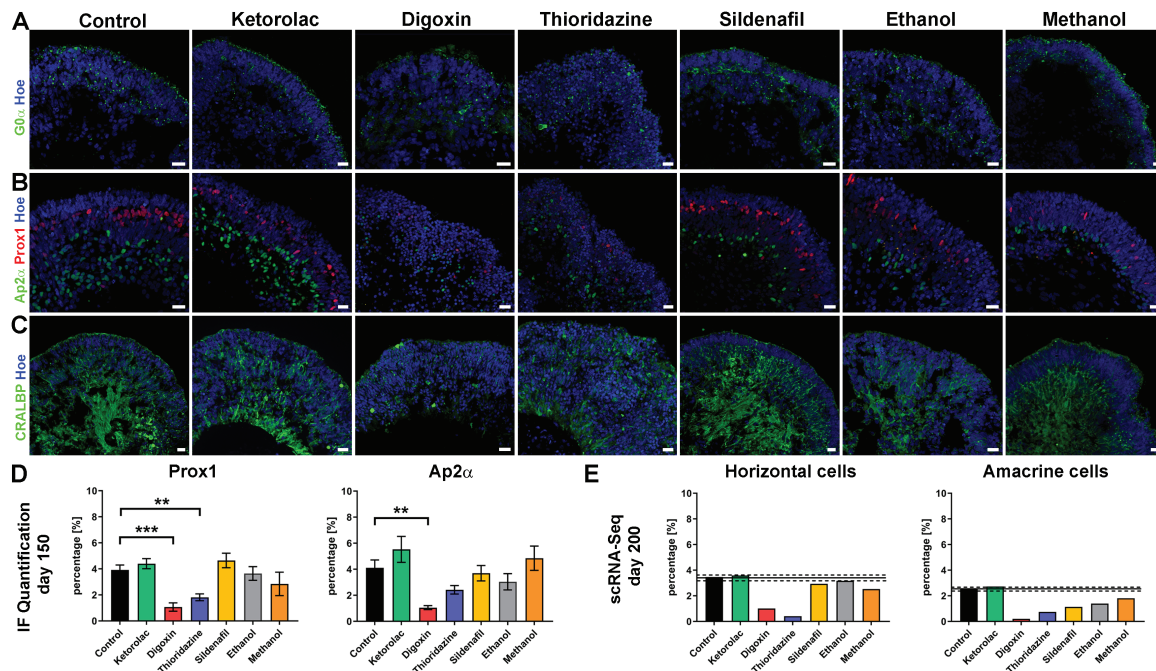 Control Ketorolac Digoxin Thioridazine Sildenafil Ethanol Methanol
A
G0α Hoe
B
Ap2α Prox1 Hoe
C
CRALBP Hoe
D
IF Quantification
day 150
Prox1
percentage [%]
10
8
6
4
2
0
**
***
Control Ketorolac Digoxin Thioridazine Sildenafil Ethanol Methanol
Ap2α
percentage [%]
10
8
6
4
2
0
**
Control Ketorolac Digoxin Thioridazine Sildenafil Ethanol Methanol
E
scRNA-Seq
day 200
Horizontal cells
percentage [%]
10
8
6
4
2
0
Control Ketorolac Digoxin Thioridazine Sildenafil Ethanol Methanol
Amacrine cells
percentage [%]
10
8
6
4
2
0
Control Ketorolac Digoxin Thioridazine Sildenafil Ethanol Methanol